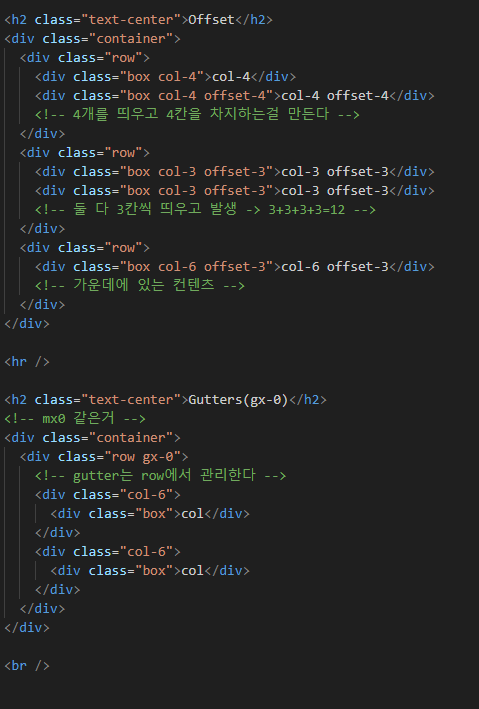 <h2 class="text-center">Offset</h2>
<div class="container">
<div class="row">
<div class="box col-4">col-4</div>
<div class="box col-4 offset-4">col-4 offset-4</div>
<!-- 4개를 띄우고 4칸을 차지하는걸 만든다 -->
</div>
<div class="row">
<div class="box col-3 offset-3">col-3 offset-3</div>
<div class="box col-3 offset-3">col-3 offset-3</div>
<!-- 둘 다 3칸씩 띄우고 발생 -> 3+3+3+3=12 -->
</div>
<div class="row">
<div class="box col-6 offset-3">col-6 offset-3</div>
<!-- 가운데에 있는 컨텐츠 -->
</div>
</div>
<hr />
<h2 class="text-center">Gutters(gx-0)</h2>
<!-- mx0 같은거 -->
<div class="container">
<div class="row gx-0">
<!-- gutter는 row에서 관리한다 -->
<div class="col-6">
<div class="box">col</div>
</div>
<div class="col-6">
<div class="box">col</div>
</div>
</div>
</div>
<br />